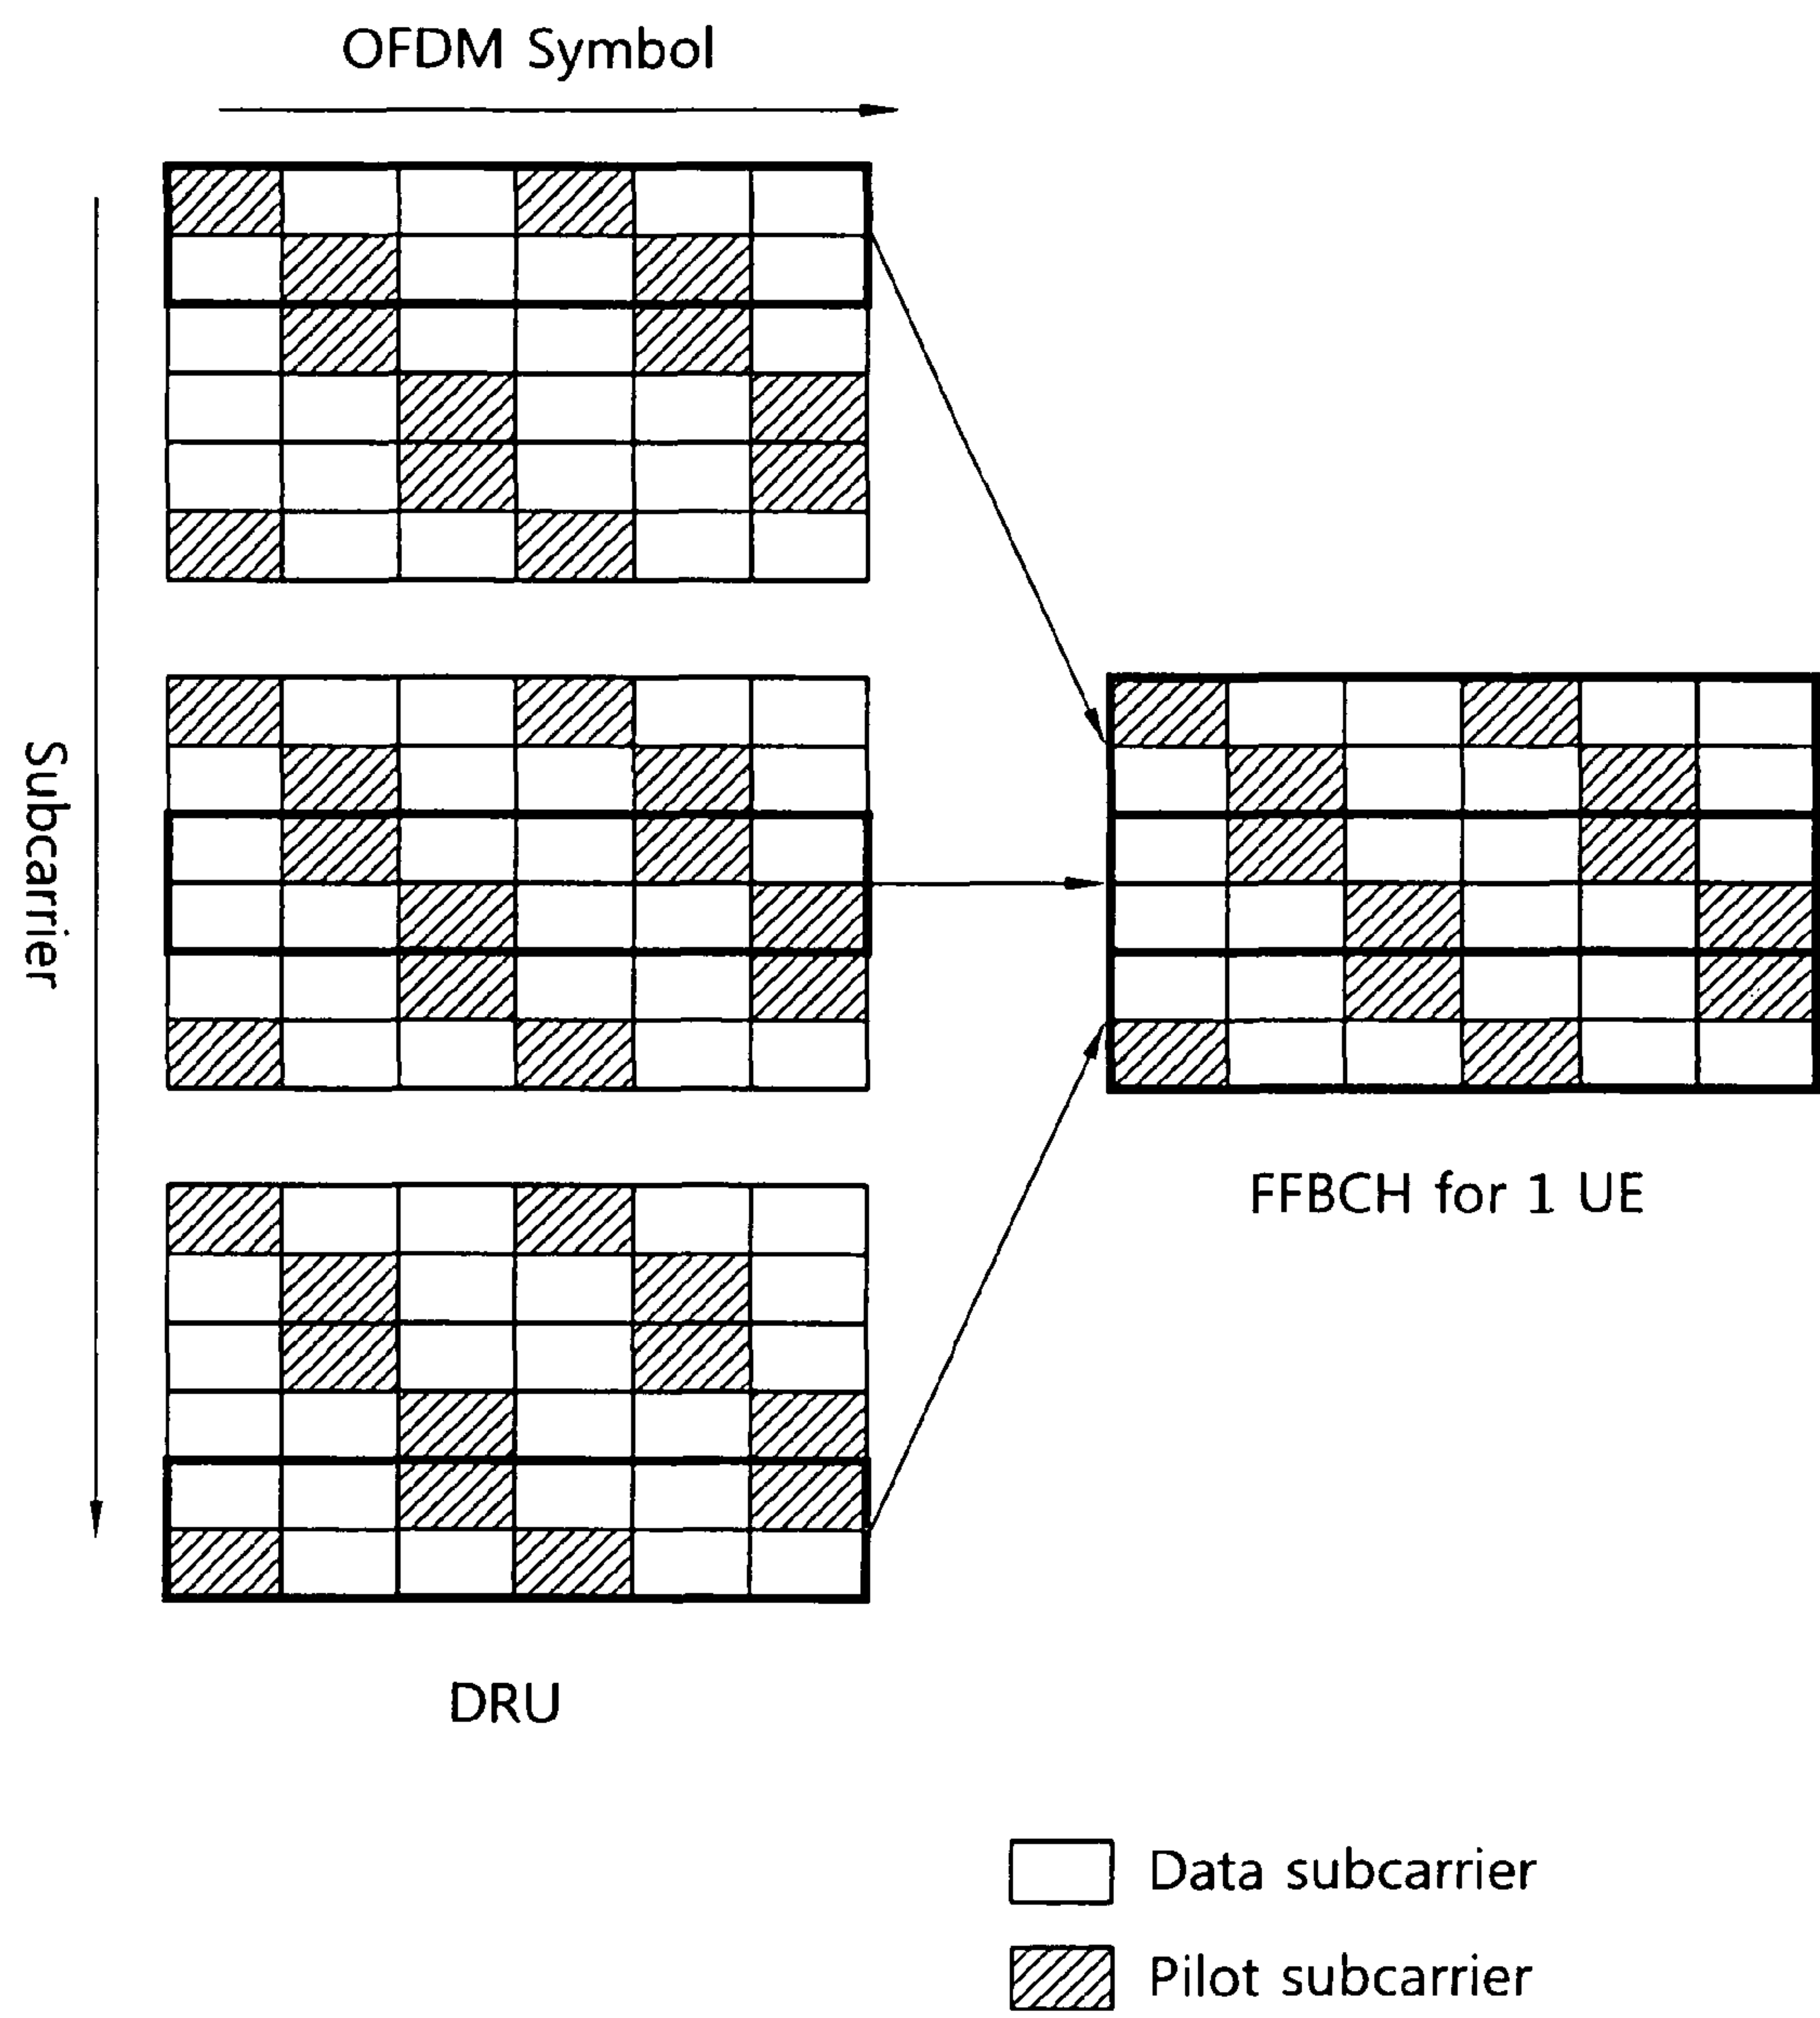 OFDM Symbol
Subcarrier
FFBCH for 1 UE
DRU
Data subcarrier
Pilot subcarrier